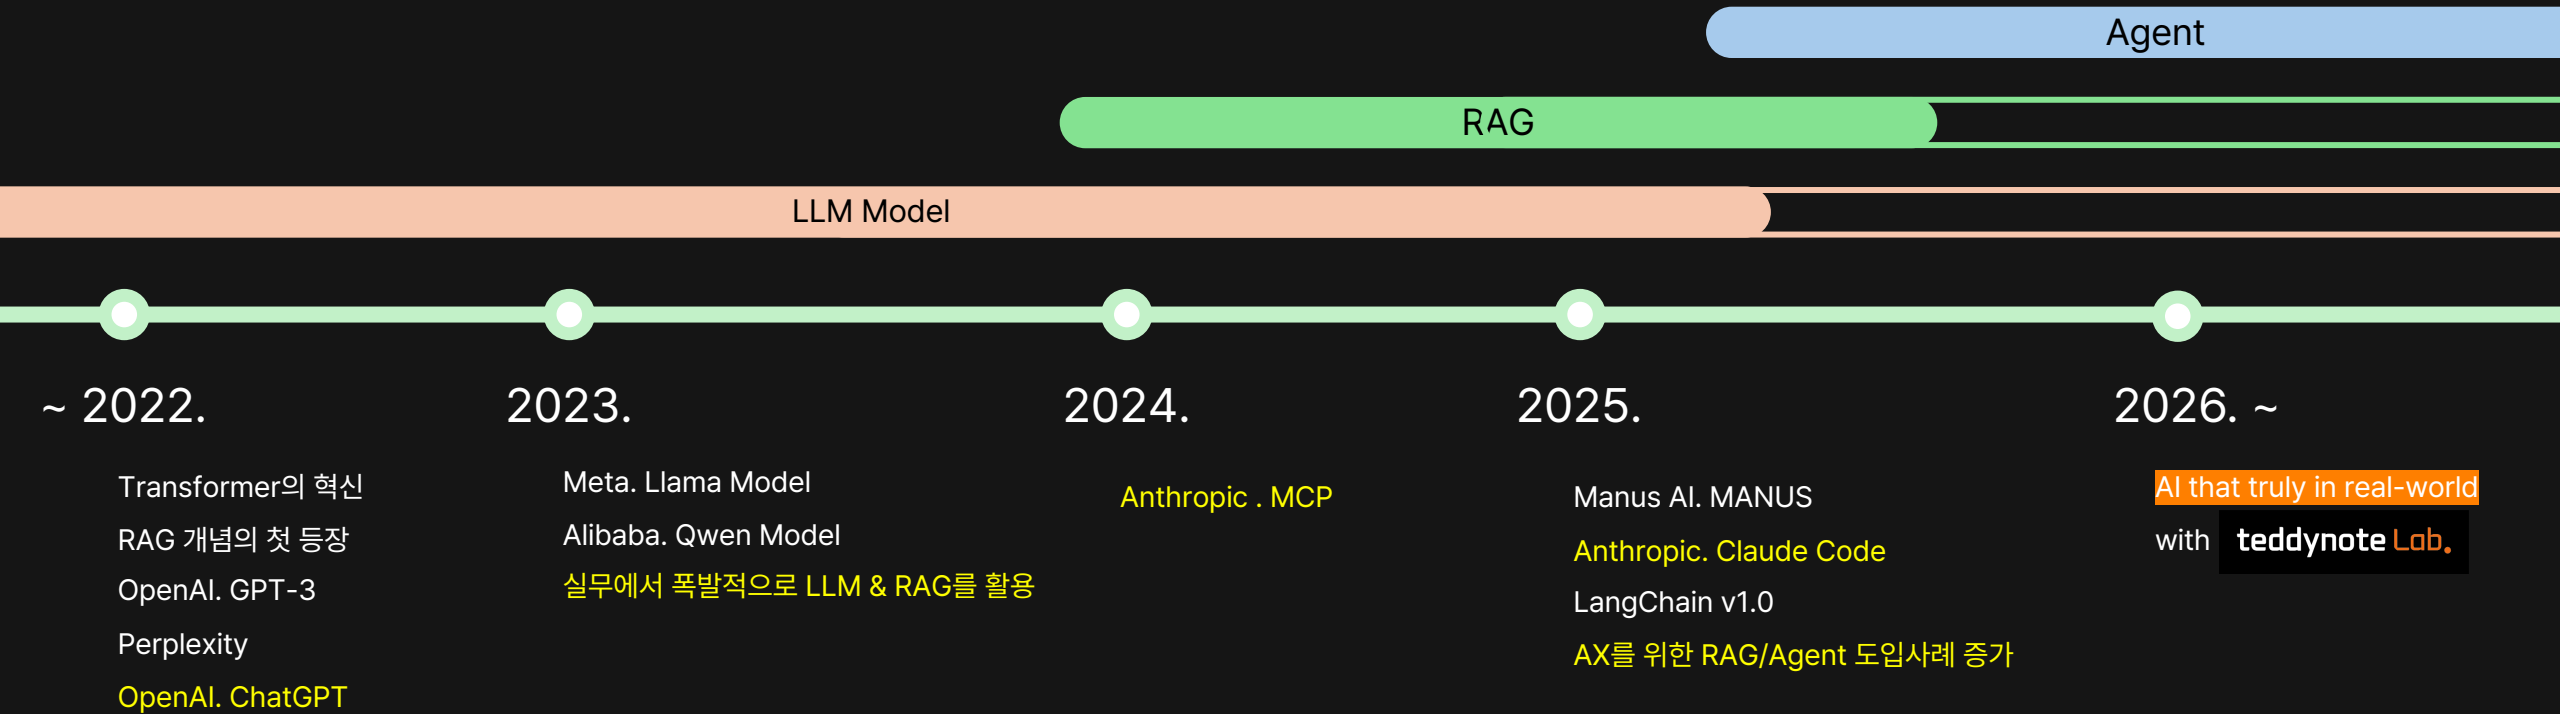 Agent
RAG
LLM Model
~ 2022.
Transformer의 혁신
RAG 개념의 첫 등장
OpenAI. GPT-3
Perplexity
OpenAI. ChatGPT
2023.
Meta. Llama Model
Alibaba. Qwen Model
실무에서 폭발적으로 LLM & RAG를 활용
2024.
Anthropic . MCP
2025.
Manus AI. MANUS
Anthropic. Claude Code
LangChain v1.0
AX를 위한 RAG/Agent 도입사례 증가
2026. ~
AI that truly in real-world
with teddynote Lab.